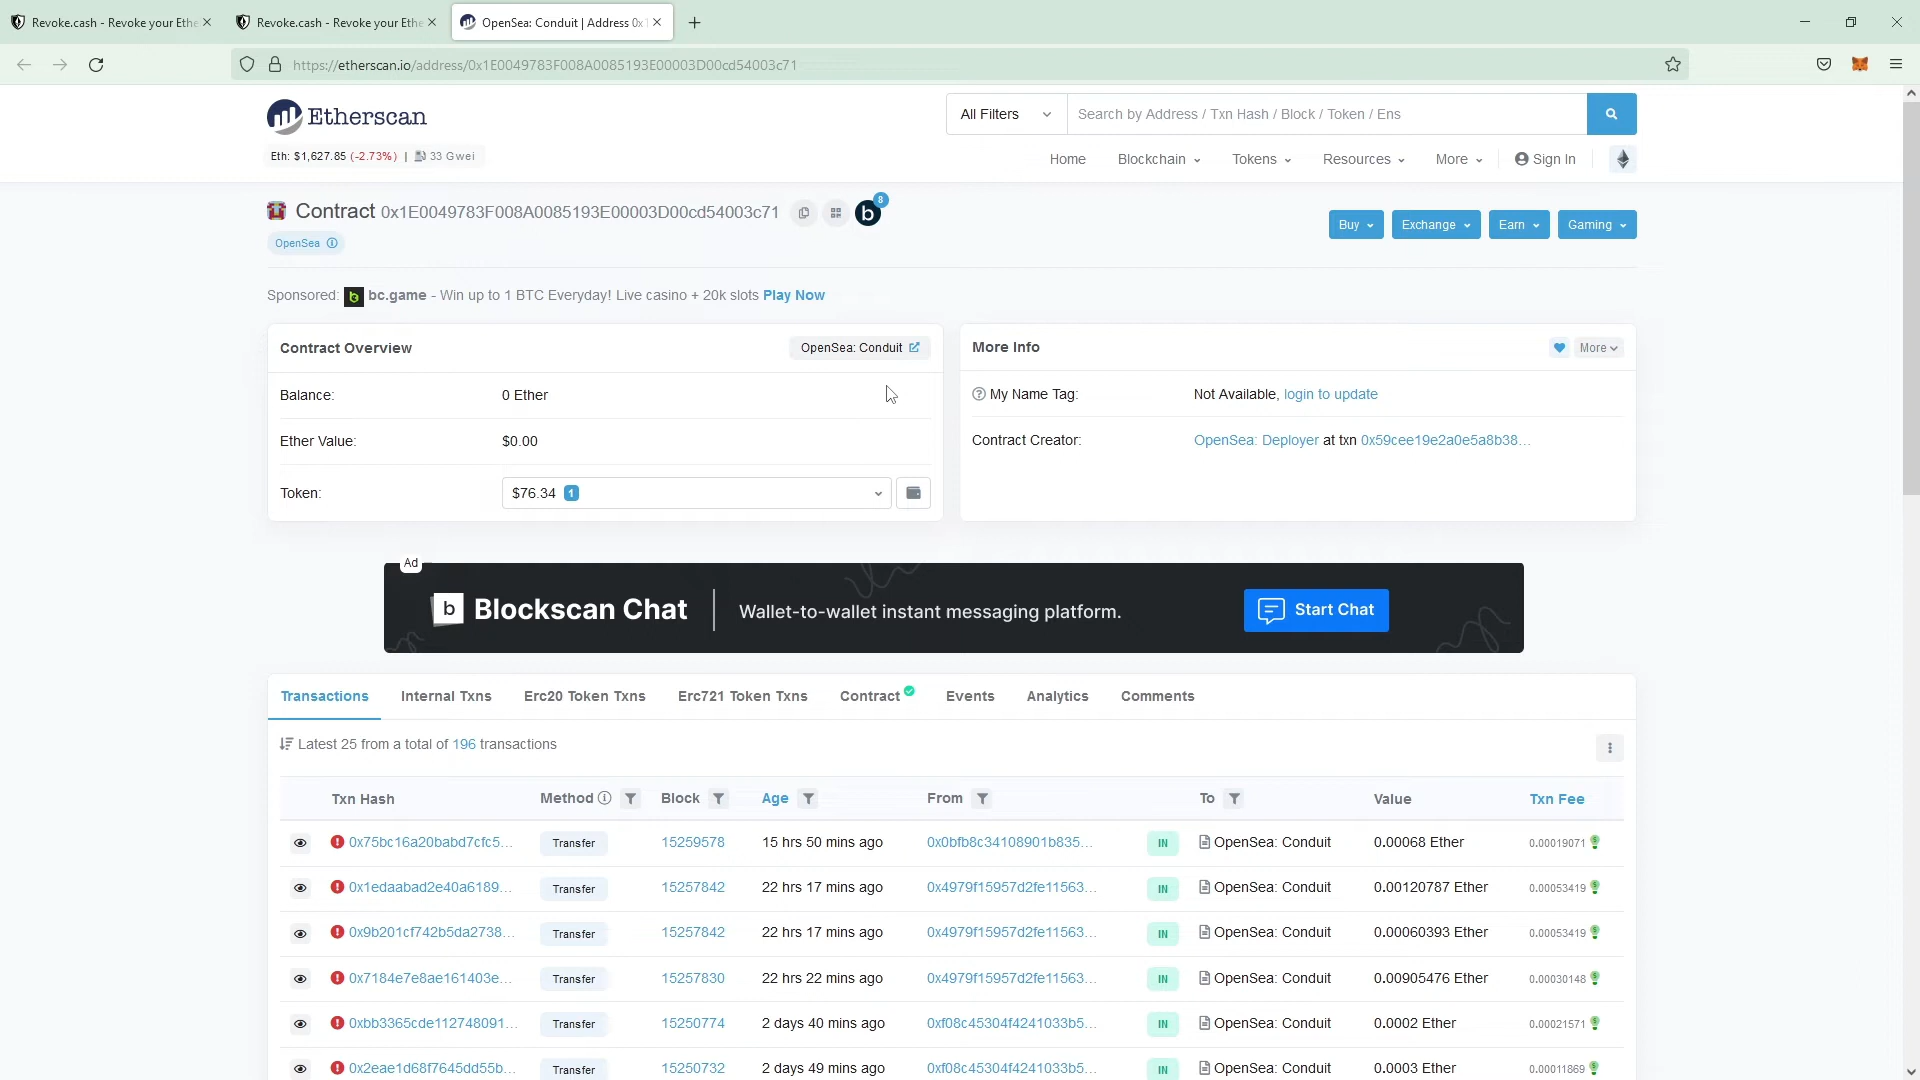 Revoke.cash - Revoke your Ethe
Revoke.cash - Revoke your Ethe
OpenSea: Conduit | Address 0x1
https://etherscan.io/address/0x1E0049783F008A0085193E00003D00cd54003c71
Etherscan
All Filters
Search by Address / Txn Hash / Block / Token / Ens
Eth: $1,627.85 (-2.73%) | 33 Gwei
Home Blockchain Tokens Resources More Sign In
Contract 0x1E0049783F008A0085193E00003D00cd54003c71 b 8
OpenSea
Buy Exchange Earn Gaming
Sponsored: bc.game - Win up to 1 BTC Everyday! Live casino + 20k slots Play Now
Contract Overview OpenSea: Conduit
Balance: 0 Ether
Ether Value: $0.00
Token: $76.34 1
More Info More
My Name Tag: Not Available, login to update
Contract Creator: OpenSea: Deployer at txn 0x59cee19e2a0e5a8b38...
Ad
b Blockscan Chat Wallet-to-wallet instant messaging platform. Start Chat
Transactions Internal Txns Erc20 Token Txns Erc721 Token Txns Contract Events Analytics Comments
Latest 25 from a total of 196 transactions
Txn Hash Method Block Age From To Value Txn Fee
0x75bc16a20babd7cfc5... Transfer 15259578 15 hrs 50 mins ago 0x0bfb8c34108901b835... IN OpenSea: Conduit 0.00068 Ether 0.00019071
0x1edaabad2e40a6189... Transfer 15257842 22 hrs 17 mins ago 0x4979f15957d2fe11563... IN OpenSea: Conduit 0.00120787 Ether 0.00053419
0x9b201cf742b5da2738... Transfer 15257842 22 hrs 17 mins ago 0x4979f15957d2fe11563... IN OpenSea: Conduit 0.00060393 Ether 0.00053419
0x7184e7e8ae161403e... Transfer 15257830 22 hrs 22 mins ago 0x4979f15957d2fe11563... IN OpenSea: Conduit 0.00905476 Ether 0.00030148
0xbb3365cde112748091... Transfer 15250774 2 days 40 mins ago 0xf08c45304f4241033b5... IN OpenSea: Conduit 0.0002 Ether 0.00021571
0x2eae1d68f7645dd55b... Transfer 15250732 2 days 49 mins ago 0xf08c45304f4241033b5... IN OpenSea: Conduit 0.0003 Ether 0.00011869